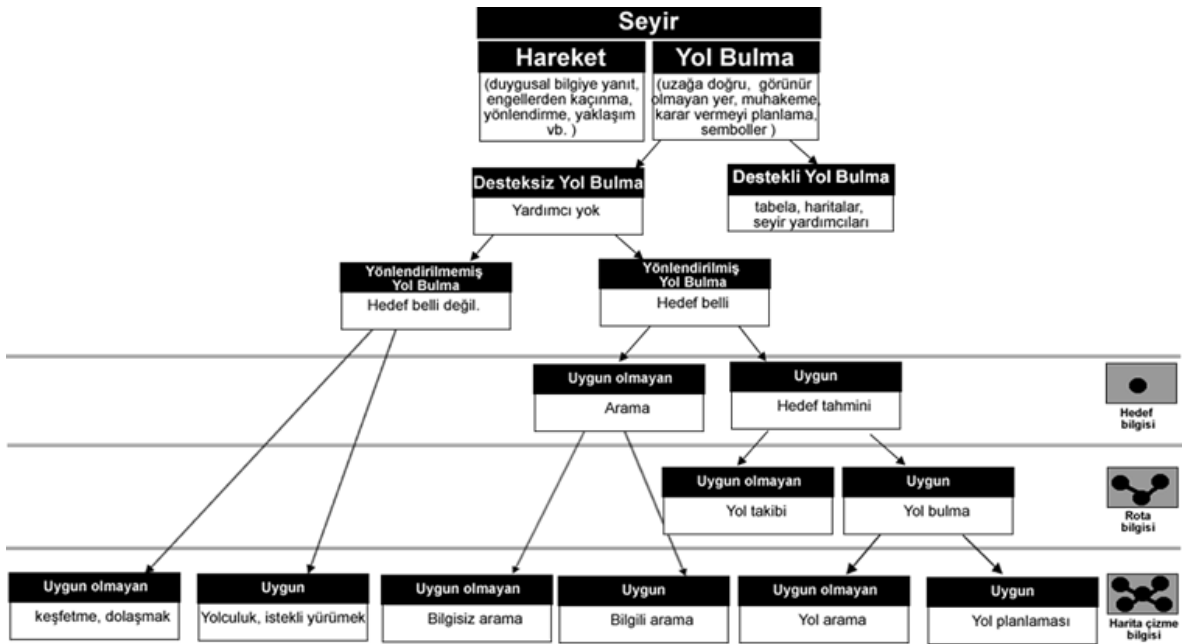 Seyir
Hareket
(duygusal bilgiye yanıt,
engellerden kaçınma,
yönlendirme, yaklaşım
vb. )
Yol Bulma
(uzağa doğru, görünür
olmayan yer, muhakeme,
karar vermeyi planlama,
semboller )
Desteksiz Yol Bulma
Yardımcı yok
Destekli Yol Bulma
tabela, haritalar,
seyir yardımcıları
Yönlendirilmemiş
Yol Bulma
Hedef belli değil.
Yönlendirilmiş
Yol Bulma
Hedef belli
Uygun olmayan
Arama
Uygun
Hedef tahmini
Hedef
bilgisi
Uygun olmayan
Yol takibi
Uygun
Yol bulma
Rota
bilgisi
Uygun olmayan
keşfetme, dolaşmak
Uygun
Yolculuk, istekli yürümek
Uygun olmayan
Bilgisiz arama
Uygun
Bilgili arama
Uygun olmayan
Yol arama
Uygun
Yol planlaması
Harita çizme
bilgisi